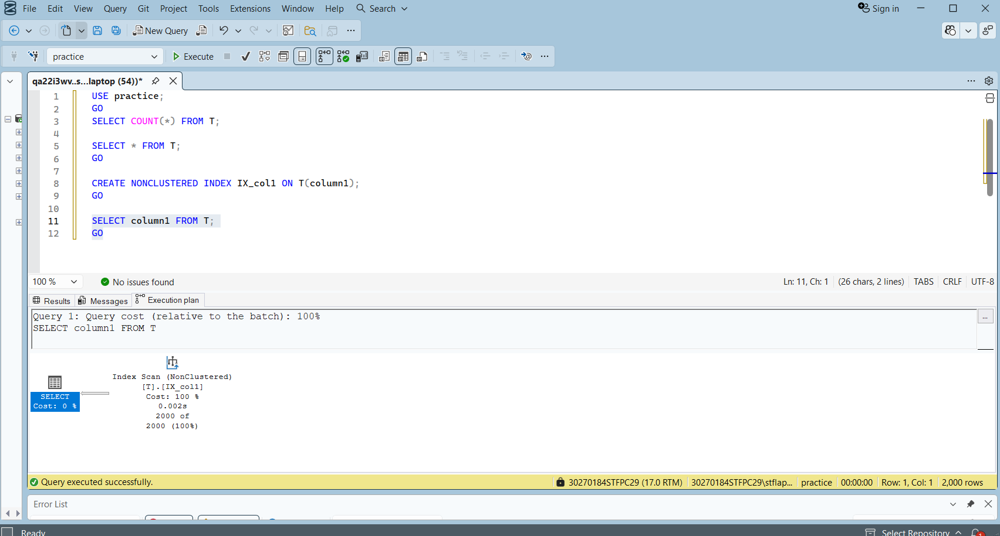 File Edit View Query Git Project Tools Extensions Window Help Search Sign in
New Query
practice Execute
qa22i3wv..s...laptop (54))*
1 USE practice;
2 GO
3 SELECT COUNT(*) FROM T;
4
5 SELECT * FROM T;
6 GO
7
8 CREATE NONCLUSTERED INDEX IX_col1 ON T(column1);
9 GO
10
11 SELECT column1 FROM T;
12 GO
100 % No issues found Ln: 11, Ch: 1 (26 chars, 2 lines) TABS CRLF UTF-8
Results Messages Execution plan
Query 1: Query cost (relative to the batch): 100%
SELECT column1 FROM T
...
Index Scan (NonClustered)
[T].[IX_col1]
Cost: 100 %
0.002s
2000 of
2000 (100%)
SELECT
Cost: 0 %
Query executed successfully. 30270184STFPC29 (17.0 RTM) 30270184STFPC29\stflap... practice 00:00:00 Row: 1, Col: 1 2,000 rows
Error List
Ready Select Repository 1